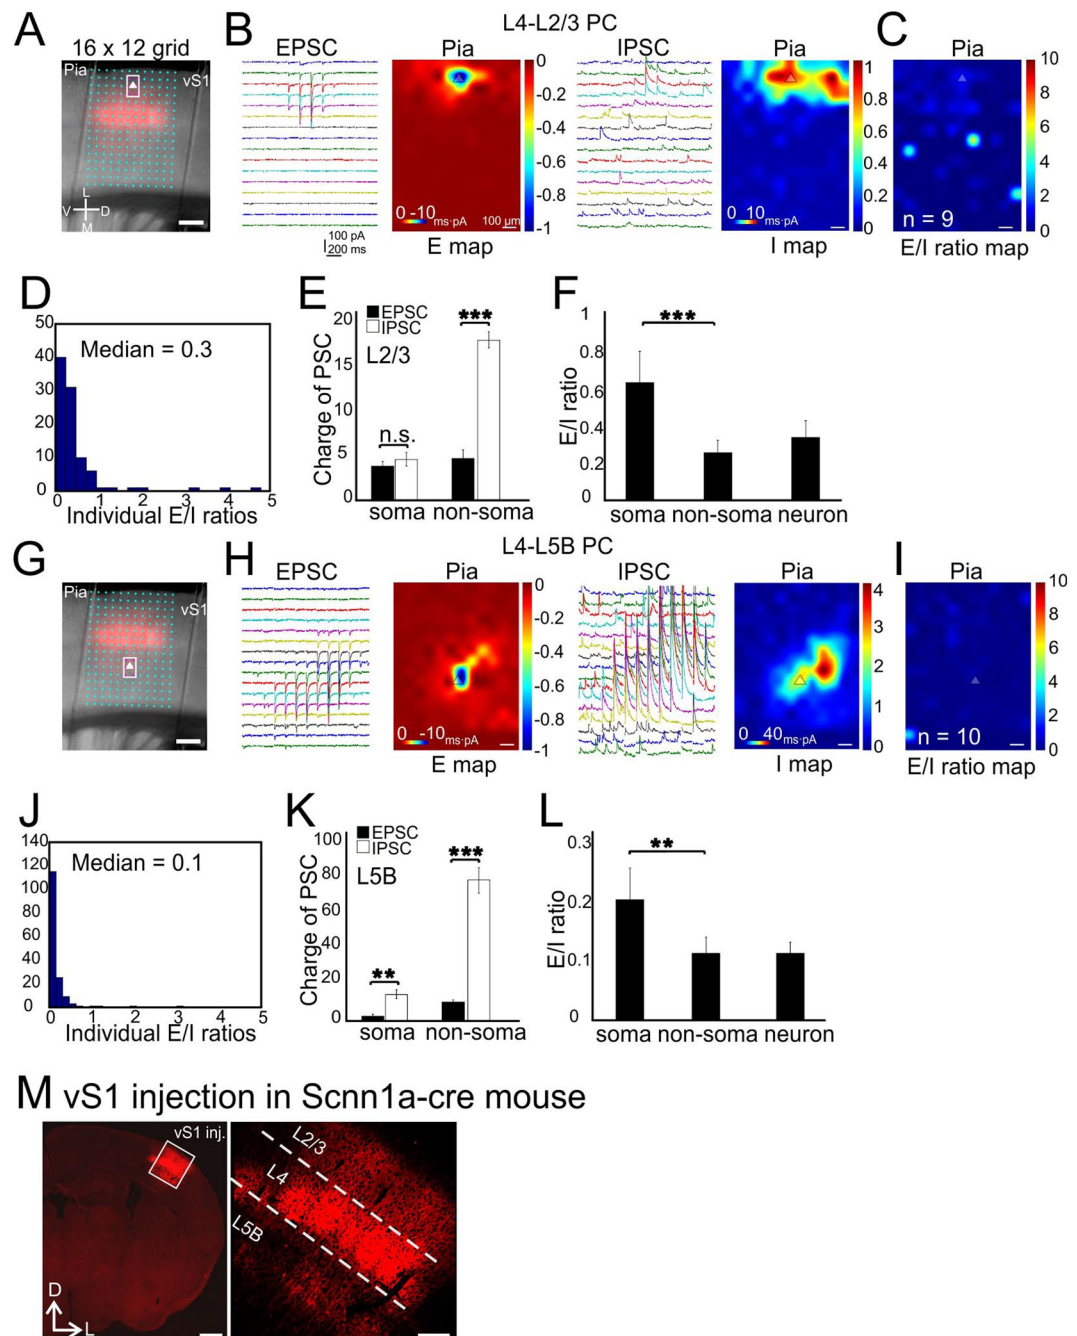 A
16 x 12 grid
Pia
vS1
L
V
D
M
B
L4-L2/3 PC
EPSC
100 pA
200 ms
Pia
0
-0.2
-0.4
-0.6
-0.8
-1
0 -10 ms·pA
100 µm
E map
IPSC
Pia
1
0.8
0.6
0.4
0.2
0
0 10 ms·pA
I map
C
Pia
10
8
6
4
2
0
n = 9
E/I ratio map
D
50
40
30
20
10
0
Median = 0.3
0 1 2 3 4 5
Individual E/I ratios
E
Charge of PSC
20
15
10
5
0
EPSC
IPSC
L2/3
n.s.
***
soma non-soma
F
E/I ratio
1
0.8
0.6
0.4
0.2
0
***
soma non-soma neuron
G
Pia
vS1
H
L4-L5B PC
EPSC
Pia
0
-0.2
-0.4
-0.6
-0.8
-1
0 -10 ms·pA
E map
IPSC
Pia
4
3
2
1
0
0 40 ms·pA
I map
I
Pia
10
8
6
4
2
0
n = 10
E/I ratio map
J
140
120
100
80
60
40
20
0
Median = 0.1
0 1 2 3 4 5
Individual E/I ratios
K
Charge of PSC
100
80
60
40
20
0
EPSC
IPSC
L5B
**
***
soma non-soma
L
E/I ratio
0.3
0.2
0.1
0
**
soma non-soma neuron
M vS1 injection in Scnn1a-cre mouse
vS1 inj.
D
L
L2/3
L4
L5B